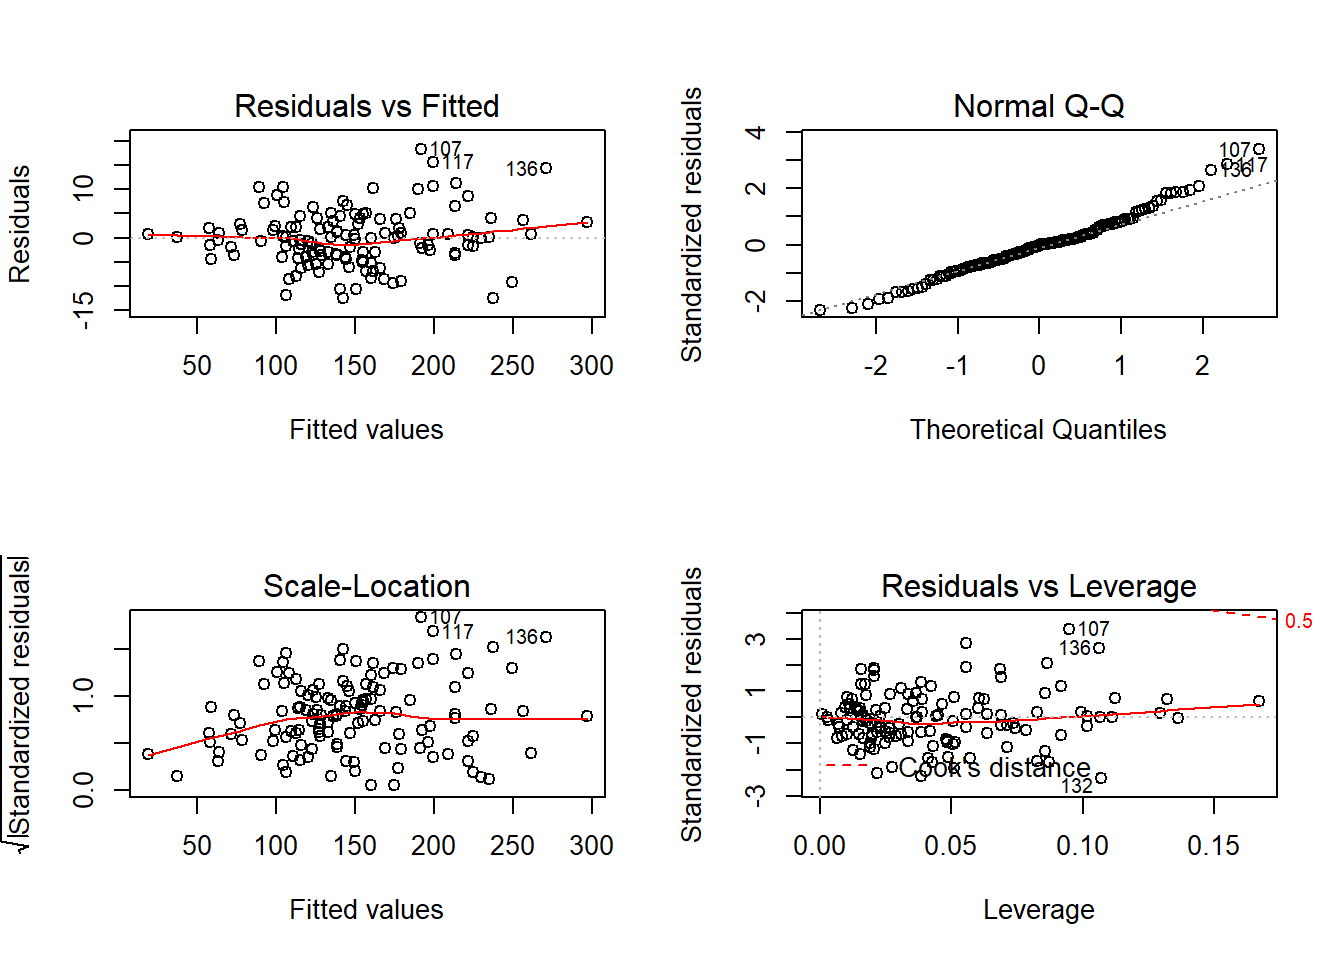 Residuals vs Fitted
Residuals
10
0
-15
107
117
136
50 100 150 200 250 300
Fitted values
Normal Q-Q
Standardized residuals
4
2
0
-2
107
117
136
-2 -1 0 1 2
Theoretical Quantiles
Scale-Location
√|Standardized residuals|
1.0
0.0
107
117
136
50 100 150 200 250 300
Fitted values
Residuals vs Leverage
Standardized residuals
3
1
-1
-3
0.5
107
136
Cook's distance
132
0.00 0.05 0.10 0.15
Leverage